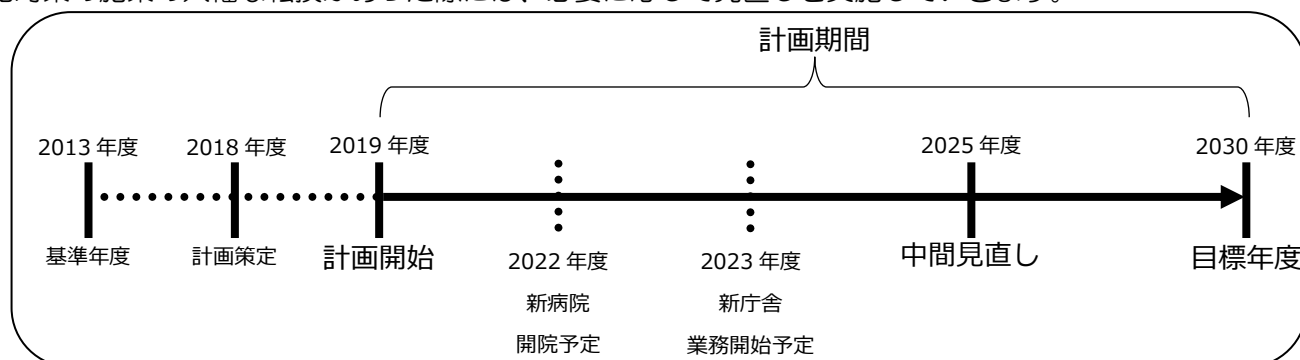 計画期間
2013 年度
2018 年度
2019 年度
2025 年度
2030 年度
基準年度
計画策定
計画開始
2022 年度
新病院
開院予定
2023 年度
新庁舎
業務開始予定
中間見直し
目標年度